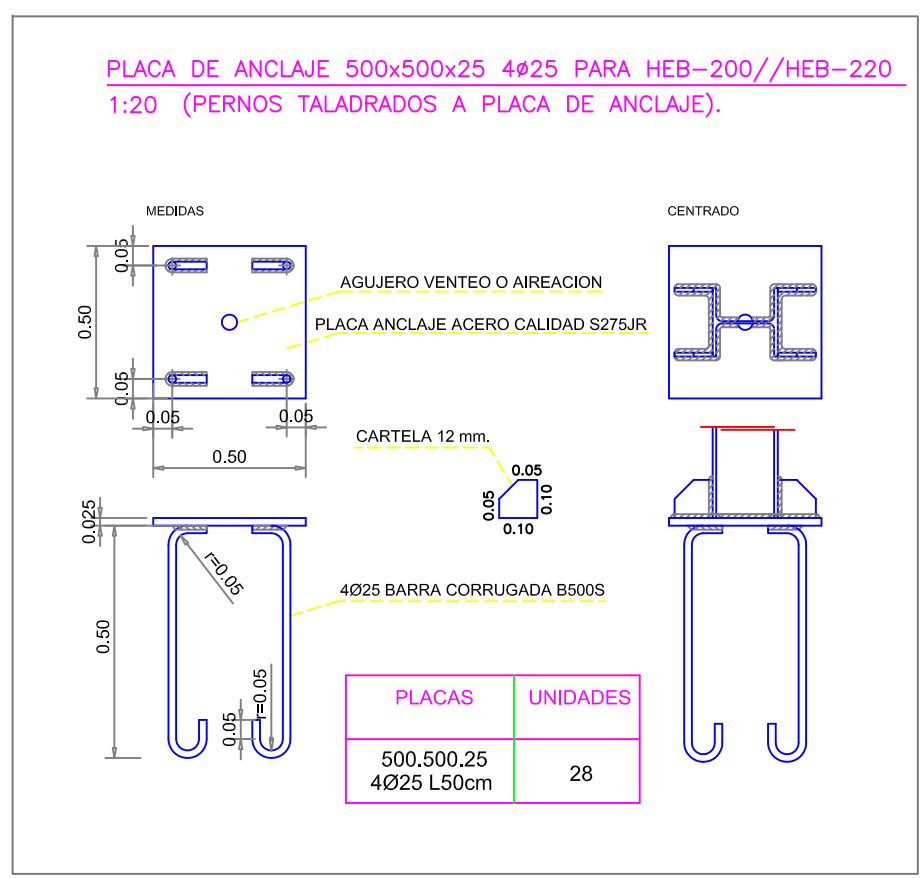 PLACA DE ANCLAJE 500x500x25 4ø25 PARA HEB-200//HEB-220
1:20 (PERNOS TALADRADOS A PLACA DE ANCLAJE).
MEDIDAS
CENTRADO
0.05
0.50
0.05
0.05
0.05
0.50
AGUJERO VENTEO O AIREACION
PLACA ANCLAJE ACERO CALIDAD S275JR
CARTELA 12 mm.
0.05
0.05
0.10
0.10
0.025
r=0.05
0.50
4Ø25 BARRA CORRUGADA B500S
r=0.05
0.05
PLACAS UNIDADES
500.500.25
4Ø25 L50cm 28